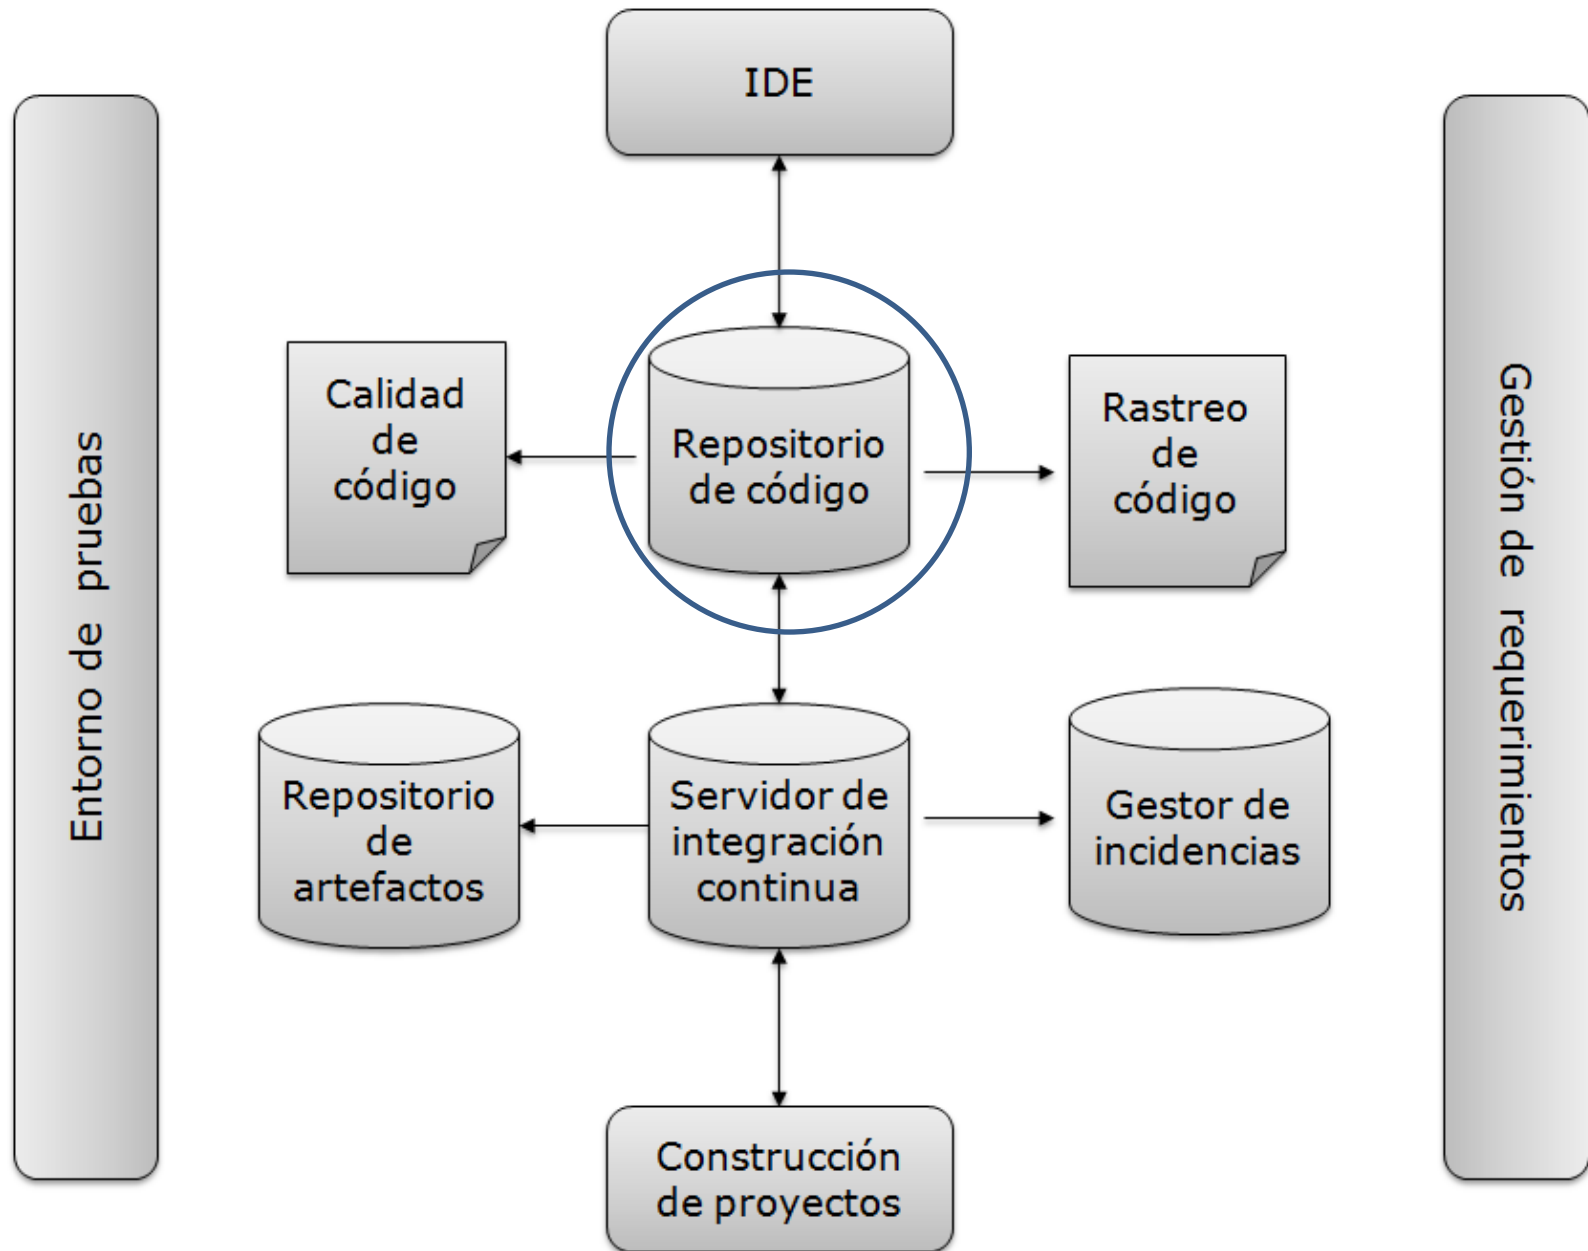 IDE
Entorno de pruebas
Calidad
de
código
Repositorio
de código
Rastreo
de
código
Gestión de requerimientos
Repositorio
de
artefactos
Servidor de
integración
continua
Gestor de
incidencias
Construcción
de proyectos